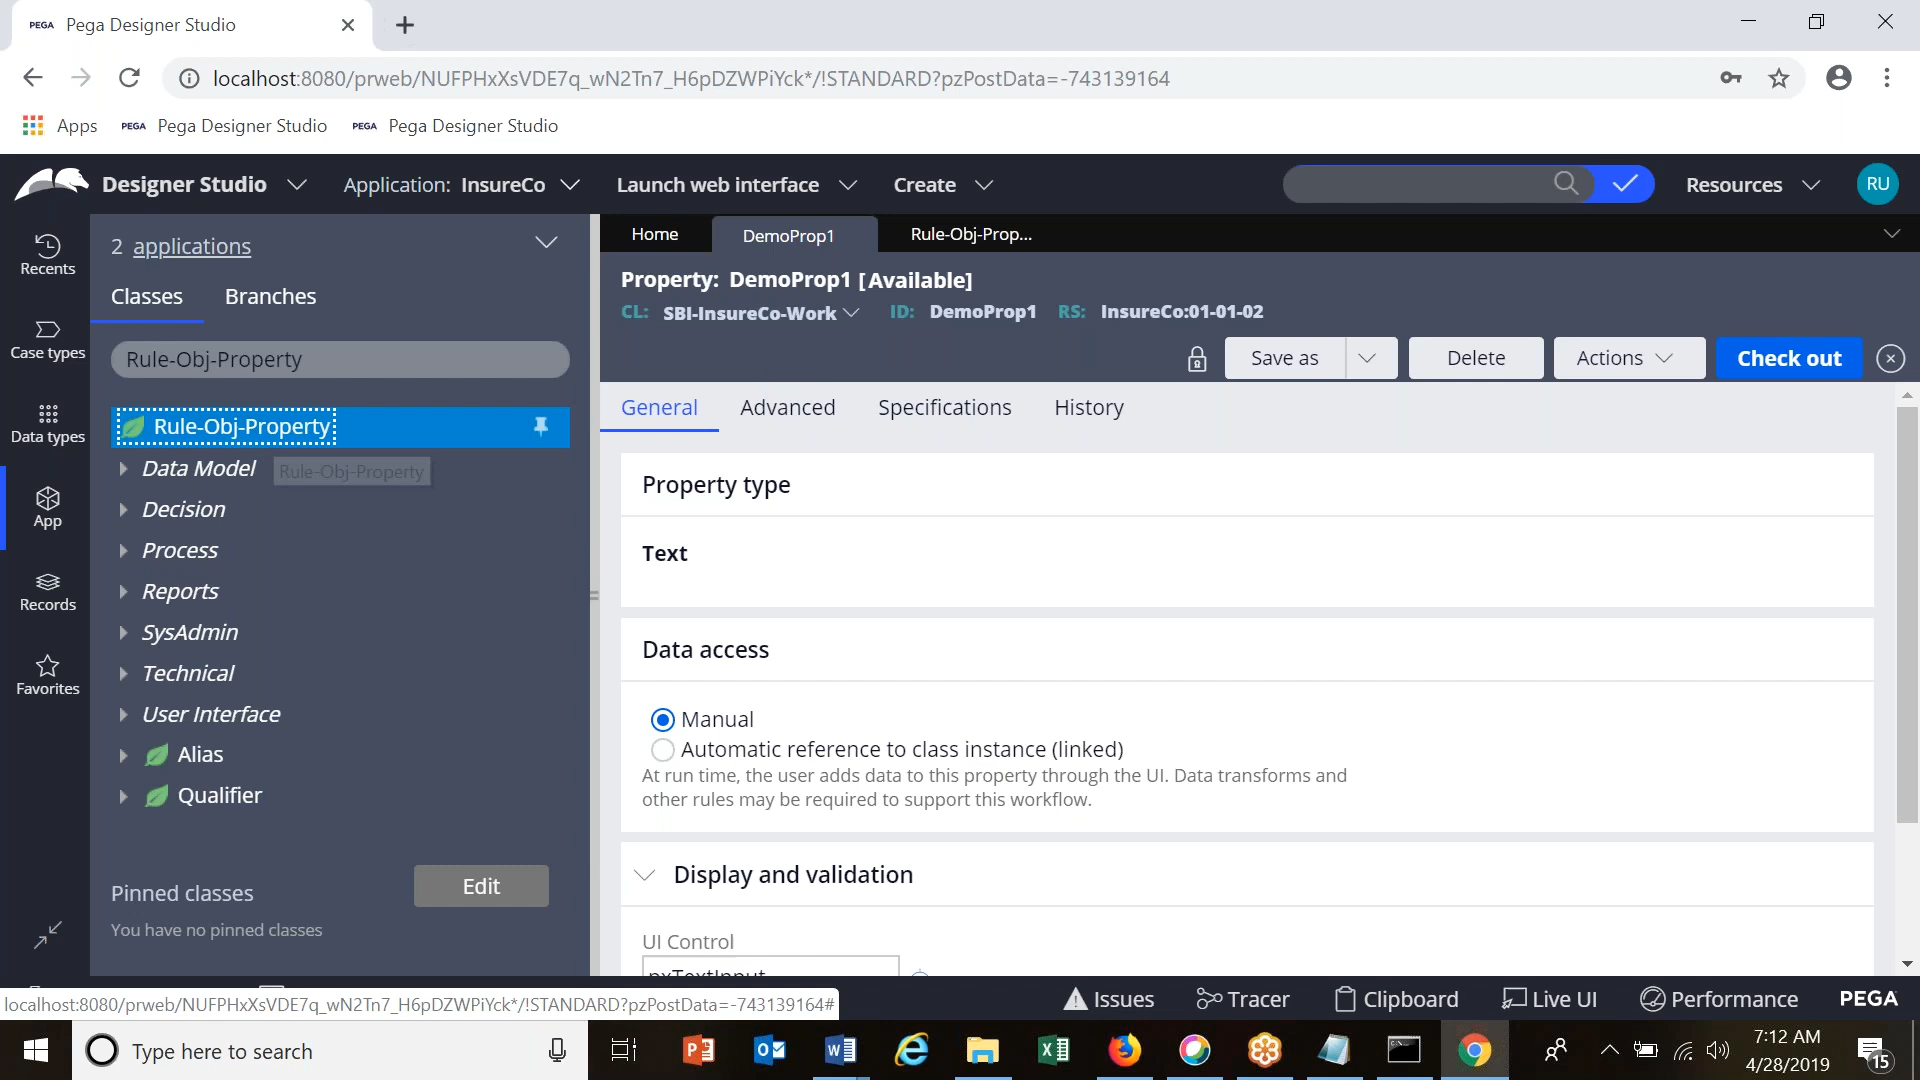 PEGA Pega Designer Studio
localhost:8080/prweb/NUFPHxXsVDE7q_wN2Tn7_H6pDZWPiYck*/!STANDARD?pzPostData=-743139164
Apps PEGA Pega Designer Studio PEGA Pega Designer Studio
Designer Studio Application: InsureCo Launch web interface Create Resources RU
Recents
Case types
Data types
App
Records
Favorites
2 applications
Classes Branches
Rule-Obj-Property
Rule-Obj-Property
Data Model Rule-Obj-Property
Decision
Process
Reports
SysAdmin
Technical
User Interface
Alias
Qualifier
Pinned classes Edit
You have no pinned classes
Home DemoProp1 Rule-Obj-Prop...
Property: DemoProp1 [Available]
CL: SBI-InsureCo-Work ID: DemoProp1 RS: InsureCo:01-01-02
Save as Delete Actions Check out
General Advanced Specifications History
Property type
Text
Data access
Manual
Automatic reference to class instance (linked)
At run time, the user adds data to this property through the UI. Data transforms and
other rules may be required to support this workflow.
Display and validation
UI Control
pxTextInput
localhost:8080/prweb/NUFPHxXsVDE7q_wN2Tn7_H6pDZWPiYck*/!STANDARD?pzPostData=-743139164#
Issues Tracer Clipboard Live UI Performance PEGA
Type here to search
7:12 AM
4/28/2019
15